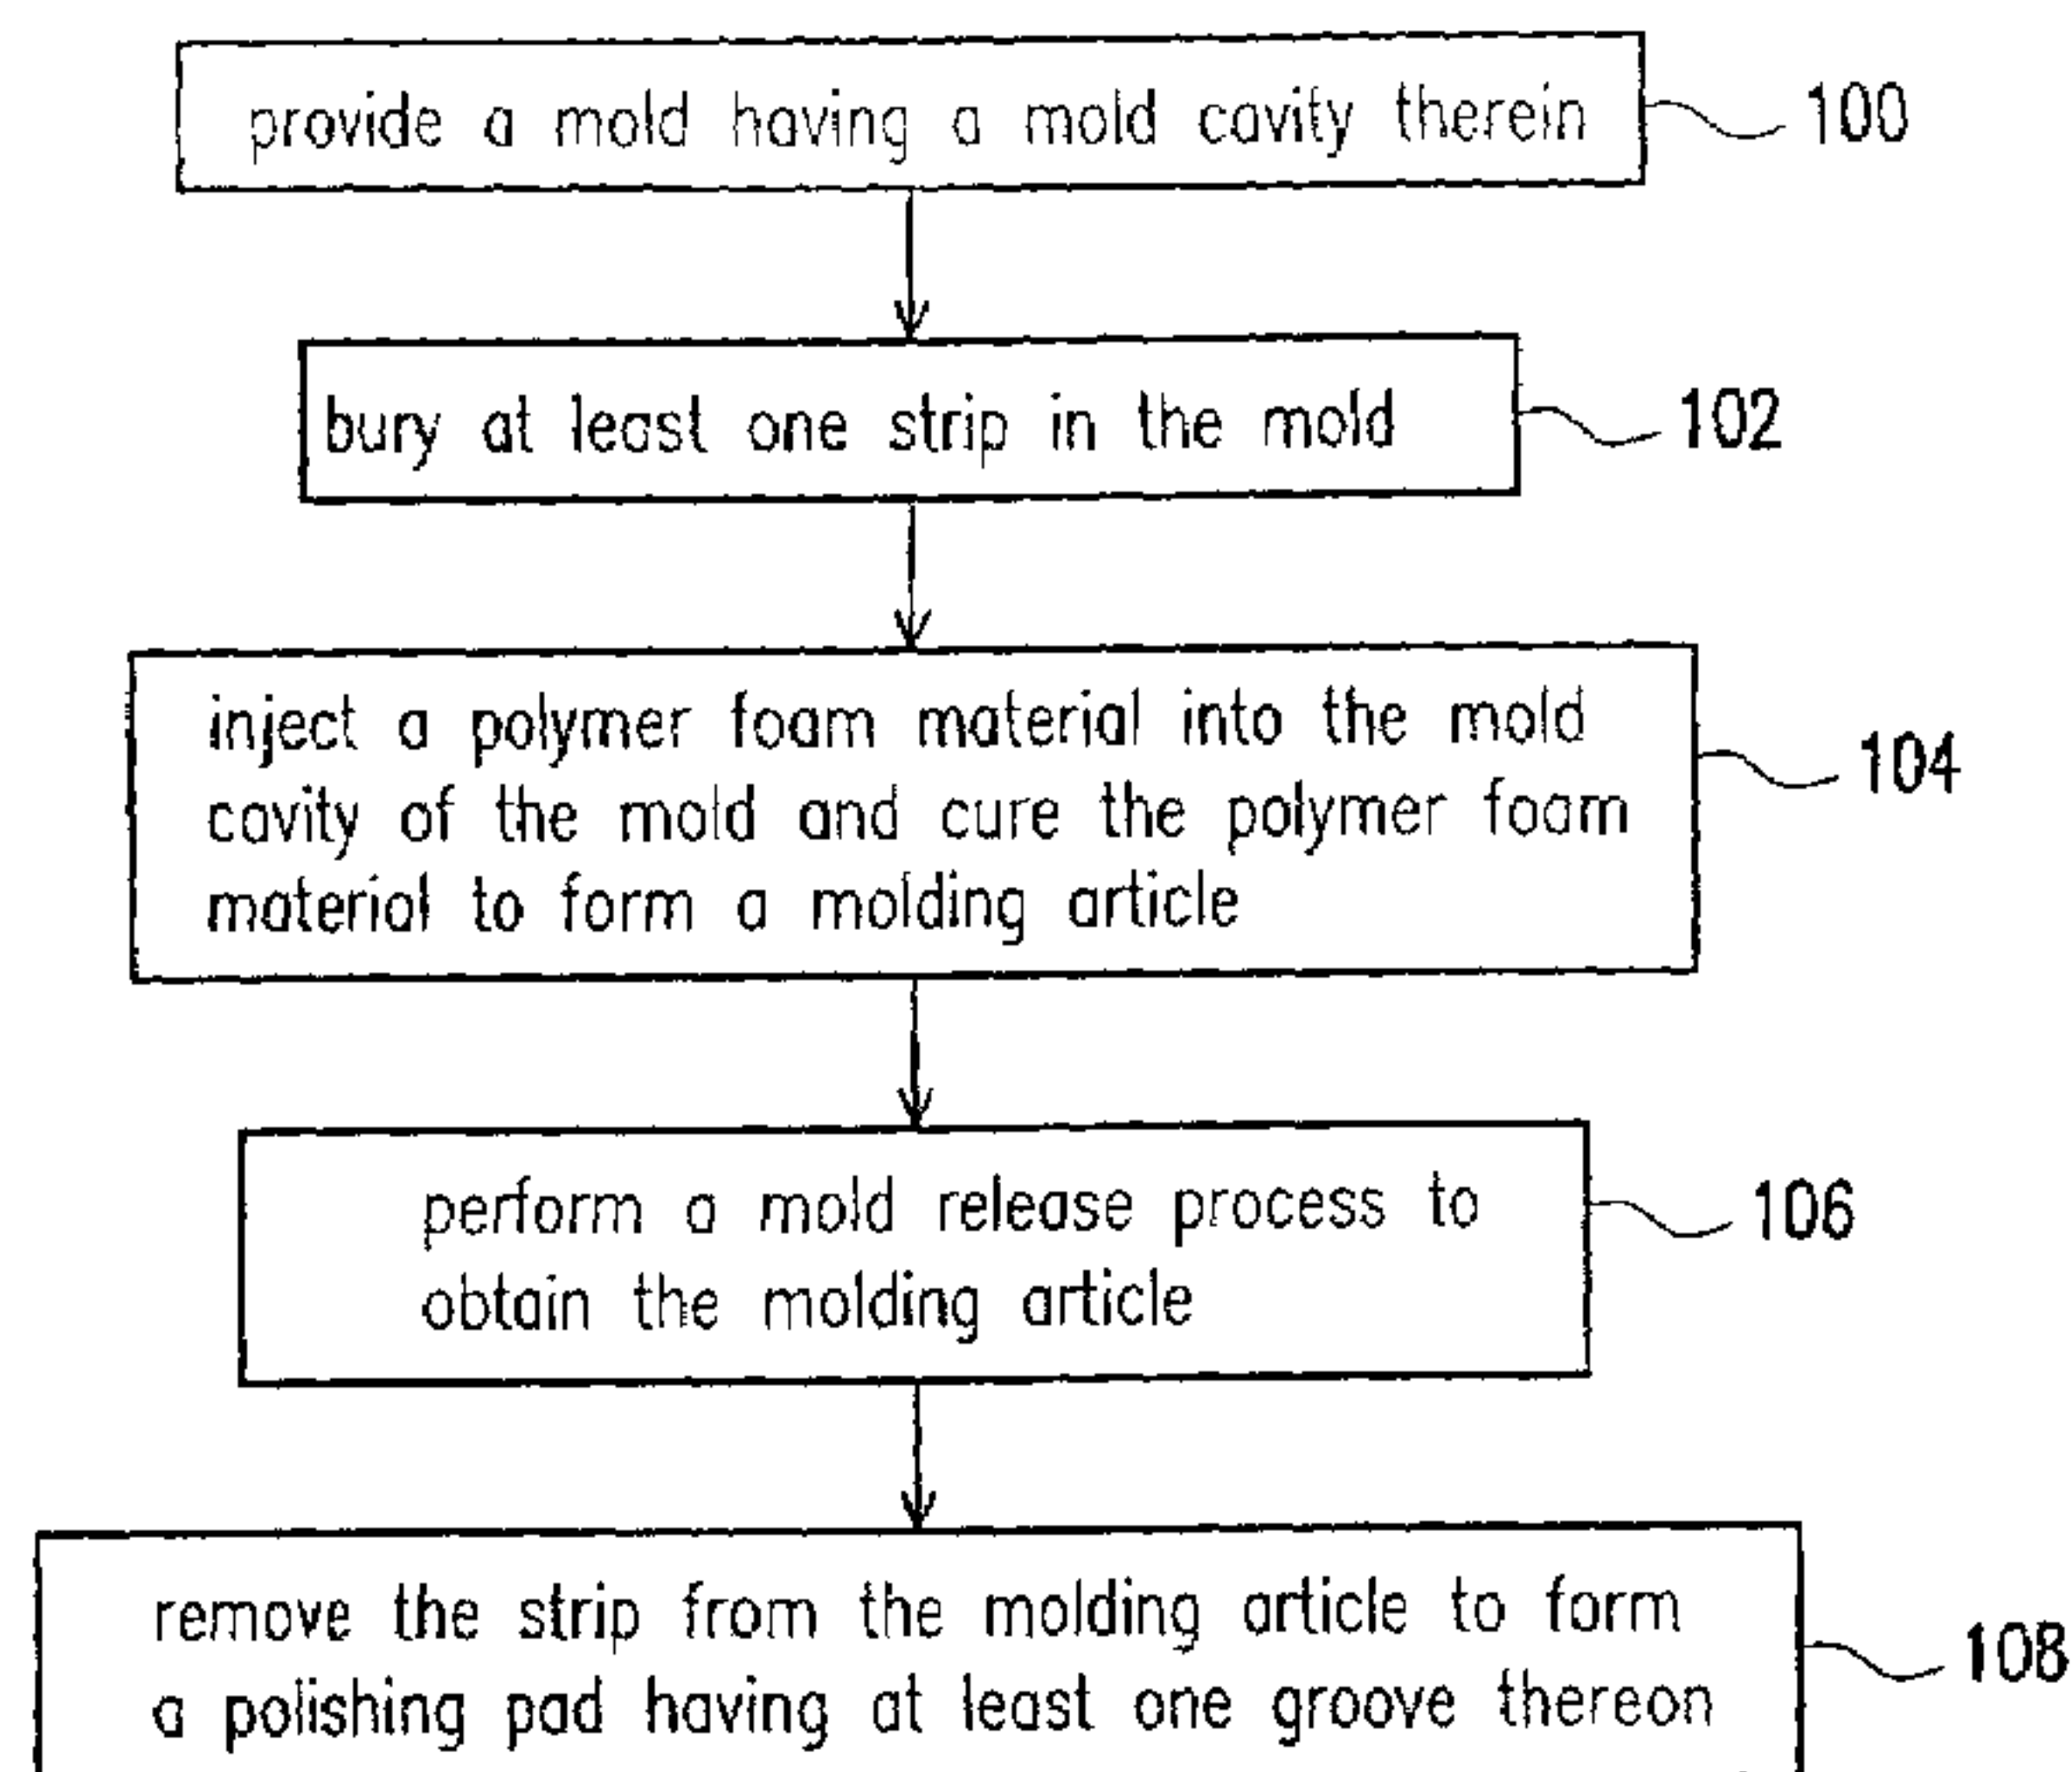 provide a mold having a mold cavity therein
100
bury at least one strip in the mold
102
inject a polymer foam material into the mold
cavity of the mold and cure the polymer foam
material to form a molding article
104
perform a mold release process to
obtain the molding article
106
remove the strip from the molding article to form
a polishing pad having at least one groove thereon
108